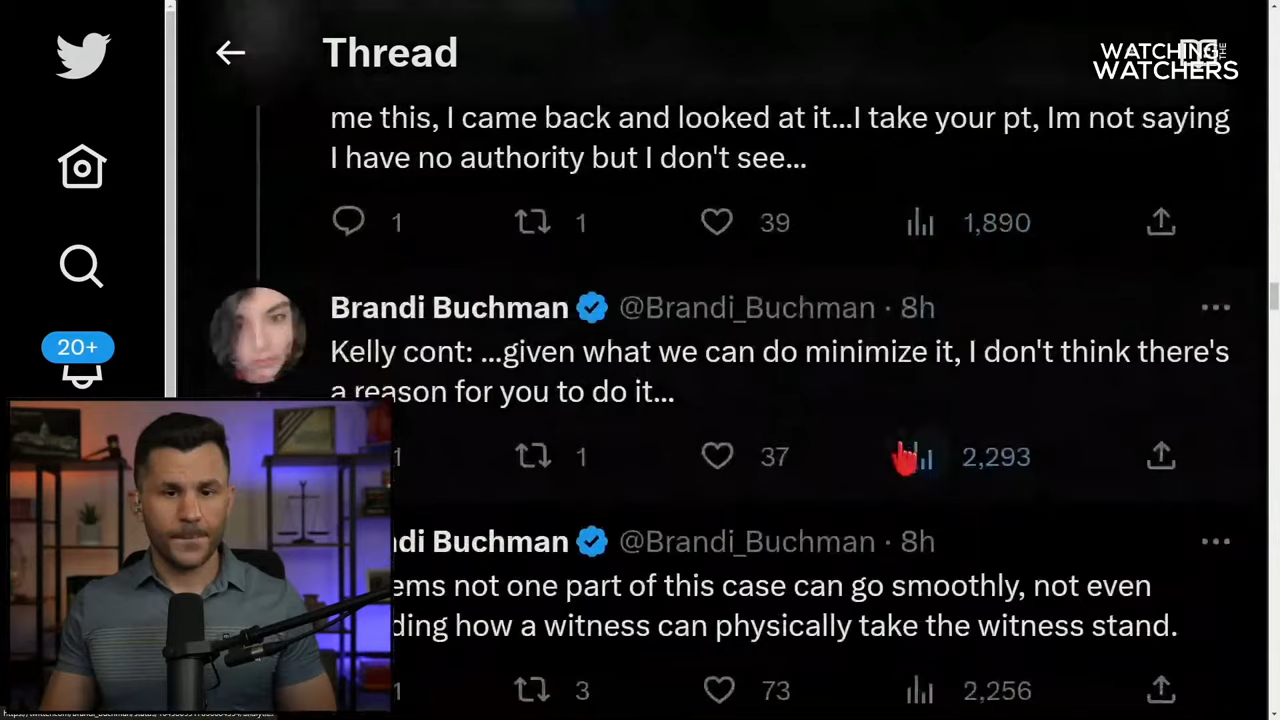 Thread
WATCHING THE
WATCHERS
me this, I came back and looked at it...I take your pt, Im not saying
I have no authority but I don't see...
1 1 39 1,890
Brandi Buchman @Brandi_Buchman · 8h
Kelly cont: ...given what we can do minimize it, I don't think there's
a reason for you to do it...
20+
1 1 37 2,293
di Buchman @Brandi_Buchman · 8h
ems not one part of this case can go smoothly, not even
ding how a witness can physically take the witness stand.
1 3 73 2,256